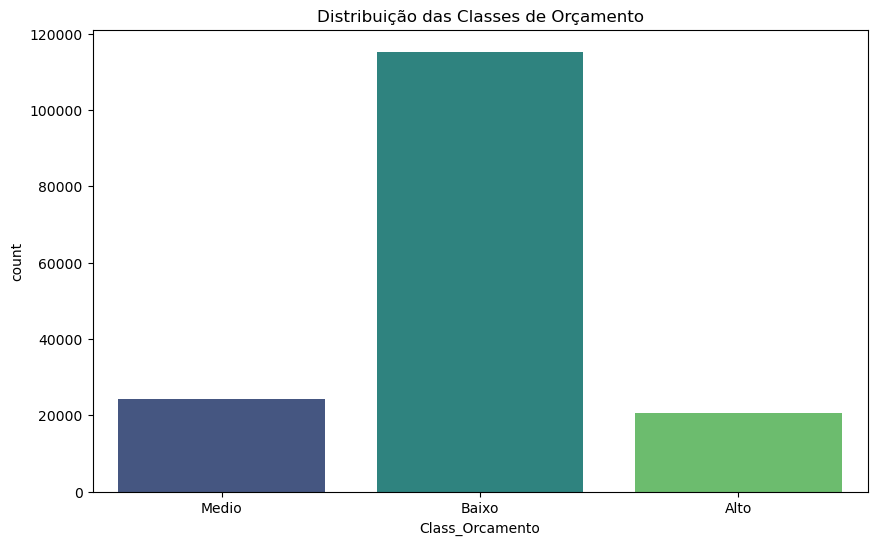 Distribuição das Classes de Orçamento
120000
100000
80000
60000
40000
20000
0
count
Medio Baixo Alto
Class_Orcamento